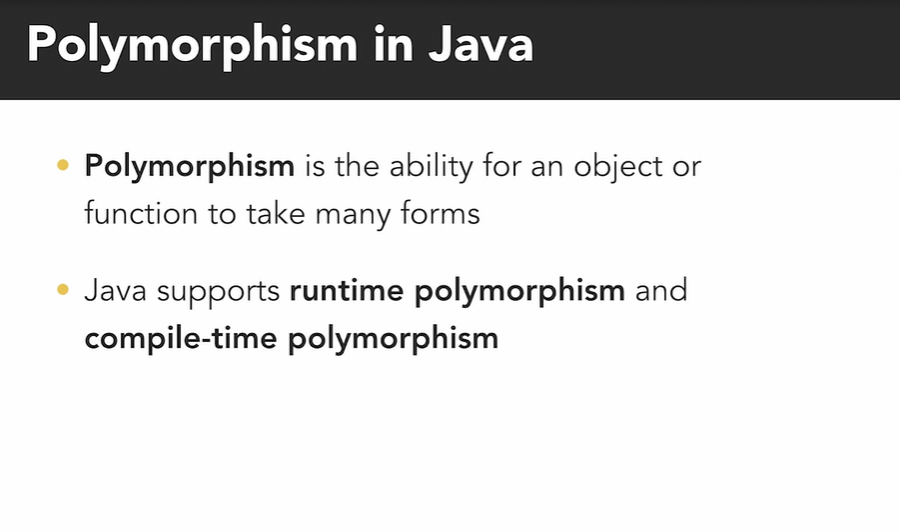 Polymorphism in Java
• Polymorphism is the ability for an object or
function to take many forms
• Java supports runtime polymorphism and
compile-time polymorphism